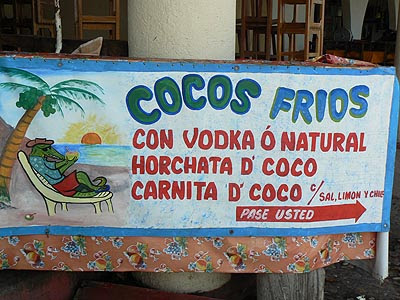 COCOS FRIOS
CON VODKA Ó NATURAL
HORCHATA D' COCO
CARNITA D' COCO C/ SAL, LIMON Y CHILE
PASE USTED